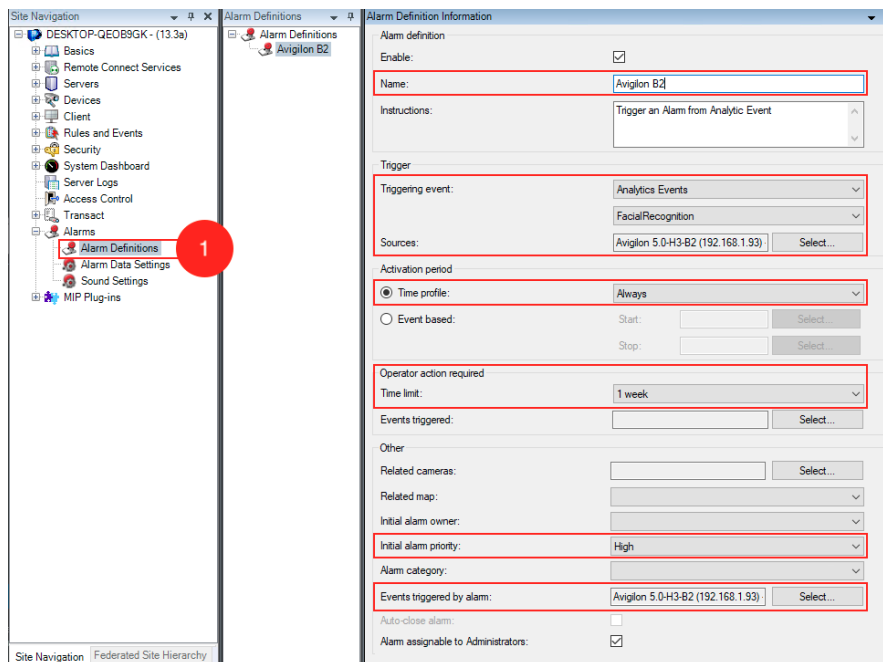 Site Navigation
DESKTOP-QEOB9GK - (13.3a)
Basics
Remote Connect Services
Servers
Devices
Client
Rules and Events
Security
System Dashboard
Server Logs
Access Control
Transact
Alarms
Alarm Definitions
1
Alarm Data Settings
Sound Settings
MIP Plug-ins
Site Navigation Federated Site Hierarchy
Alarm Definitions
Alarm Definitions
Avigilon B2
Alarm Definition Information
Alarm definition
Enable:
Name: Avigilon B2
Instructions: Trigger an Alarm from Analytic Event
Trigger
Triggering event: Analytics Events
FacialRecognition
Sources: Avigilon 5.0-H3-B2 (192.168.1.93) Select...
Activation period
Time profile: Always
Event based: Start: Select...
Stop: Select...
Operator action required
Time limit: 1 week
Events triggered: Select...
Other
Related cameras: Select...
Related map:
Initial alarm owner:
Initial alarm priority: High
Alarm category:
Events triggered by alarm: Avigilon 5.0-H3-B2 (192.168.1.93) Select...
Auto-close alarm:
Alarm assignable to Administrators: